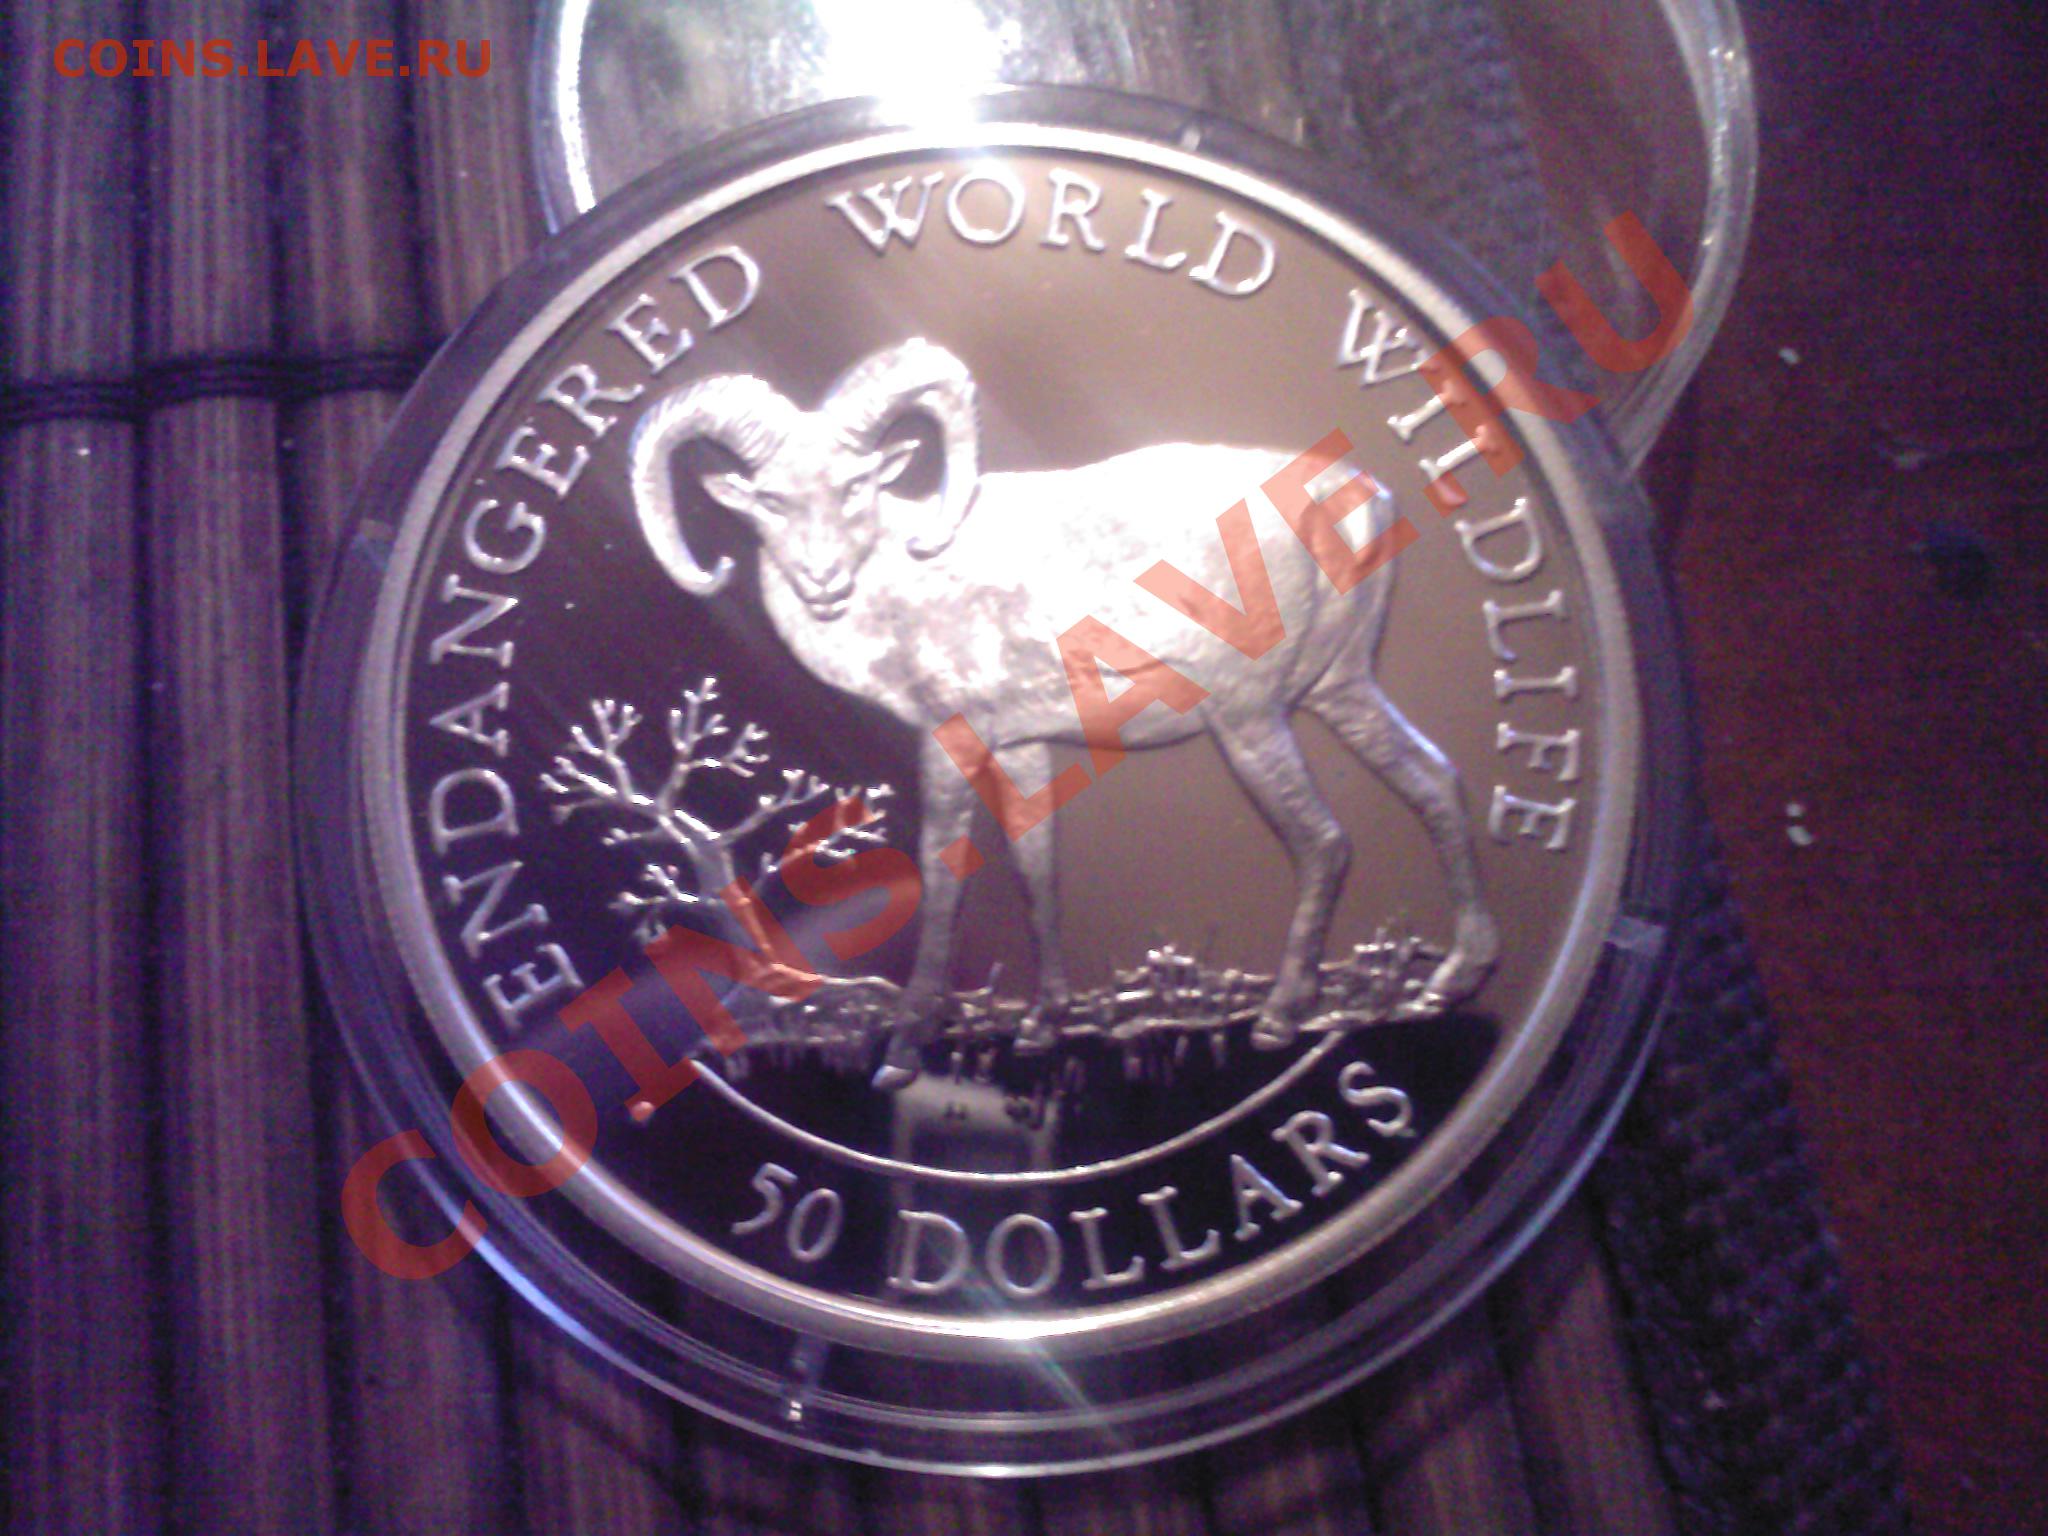 COINS.LAVE.RU
ENDANGERED WORLD WILDLIFE
COINS.LAVE.RU
50 DOLLARS